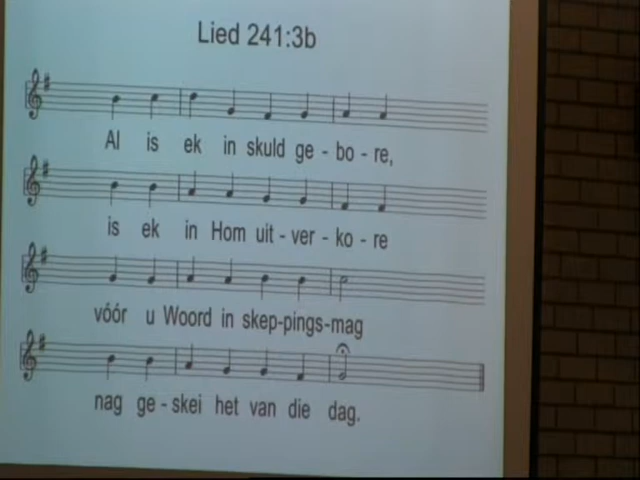 Lied 241:3b
Al is ek in skuld ge - bo - re,
is ek in Hom uit - ver - ko - re
vóór u Woord in skep-pings-mag
nag ge - skei het van die dag.